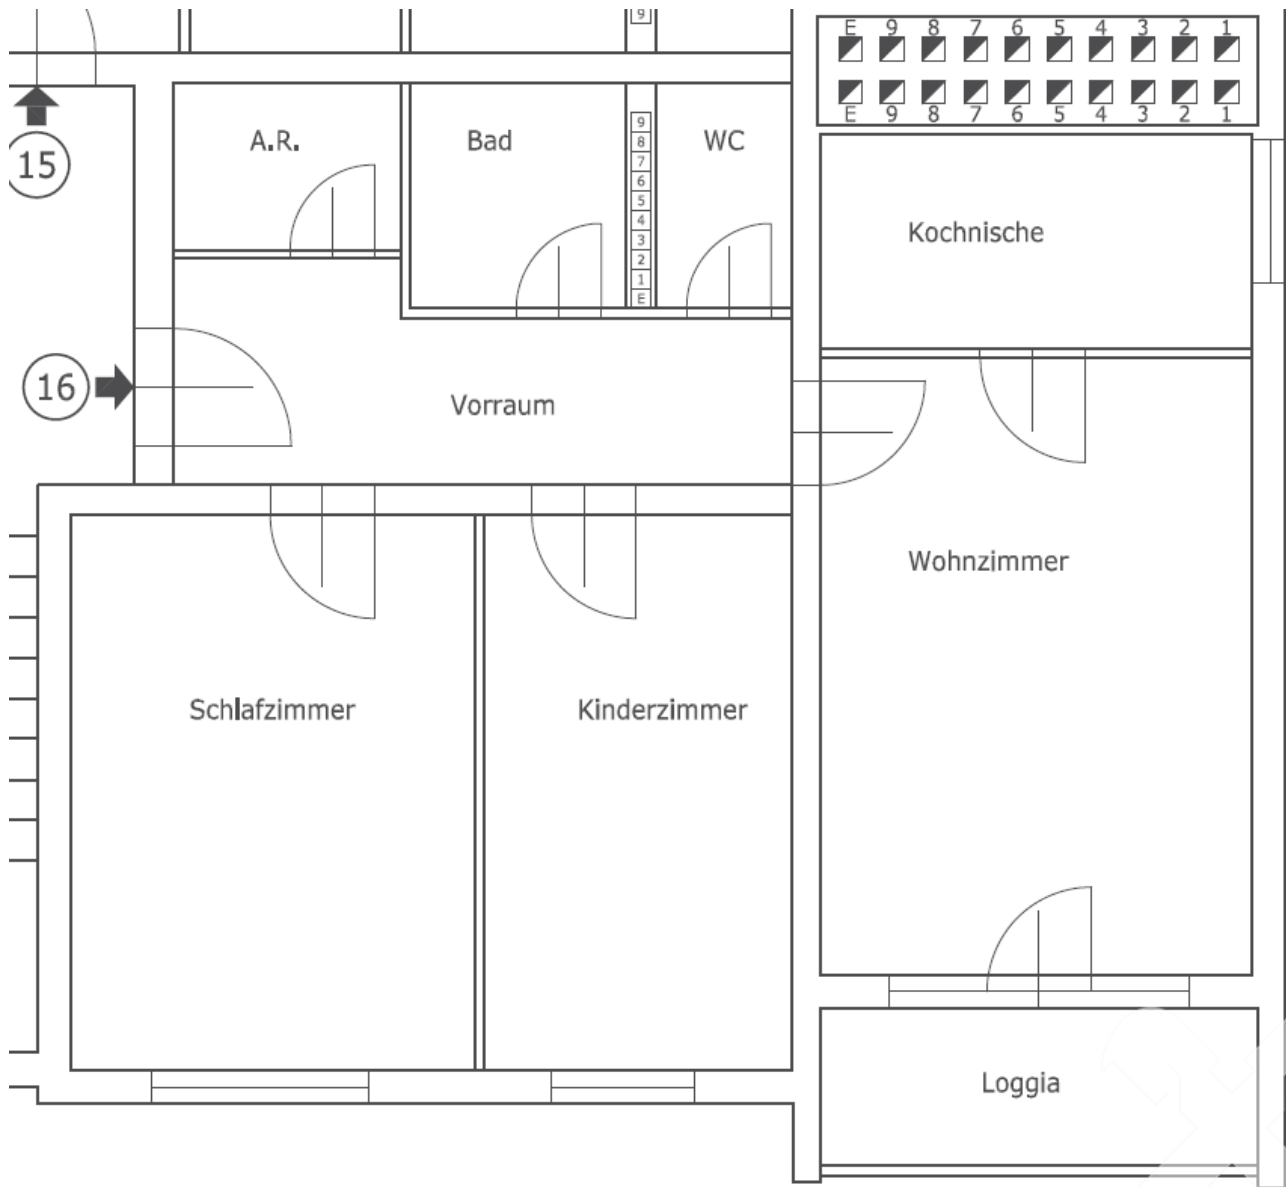 9
E 9 8 7 6 5 4 3 2 1
E 9 8 7 6 5 4 3 2 1
15
A.R.
Bad
9
8
7
6
5
4
3
2
1
E
WC
Kochnische
16
Vorraum
Wohnzimmer
Schlafzimmer
Kinderzimmer
Loggia